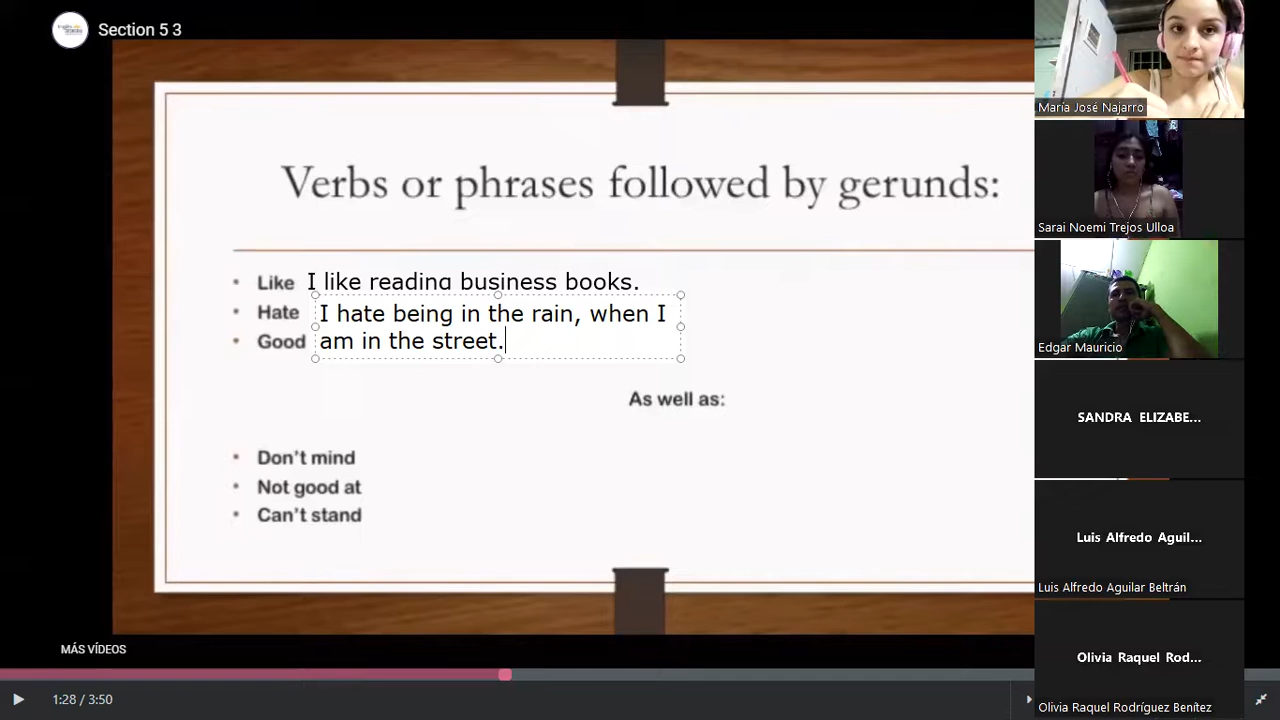 Section 5 3
Verbs or phrases followed by gerunds:
• Like I like reading business books.
• Hate I hate being in the rain, when I
am in the street.
• Good
As well as:
• Don't mind
• Not good at
• Can't stand
MÁS VÍDEOS
1:28 / 3:50
María José Najarro
Sarai Noemi Trejos Ulloa
Edgar Mauricio
SANDRA ELIZABE...
Luis Alfredo Aguil...
Luis Alfredo Aguilar Beltrán
Olivia Raquel Rod...
Olivia Raquel Rodríguez Benítez